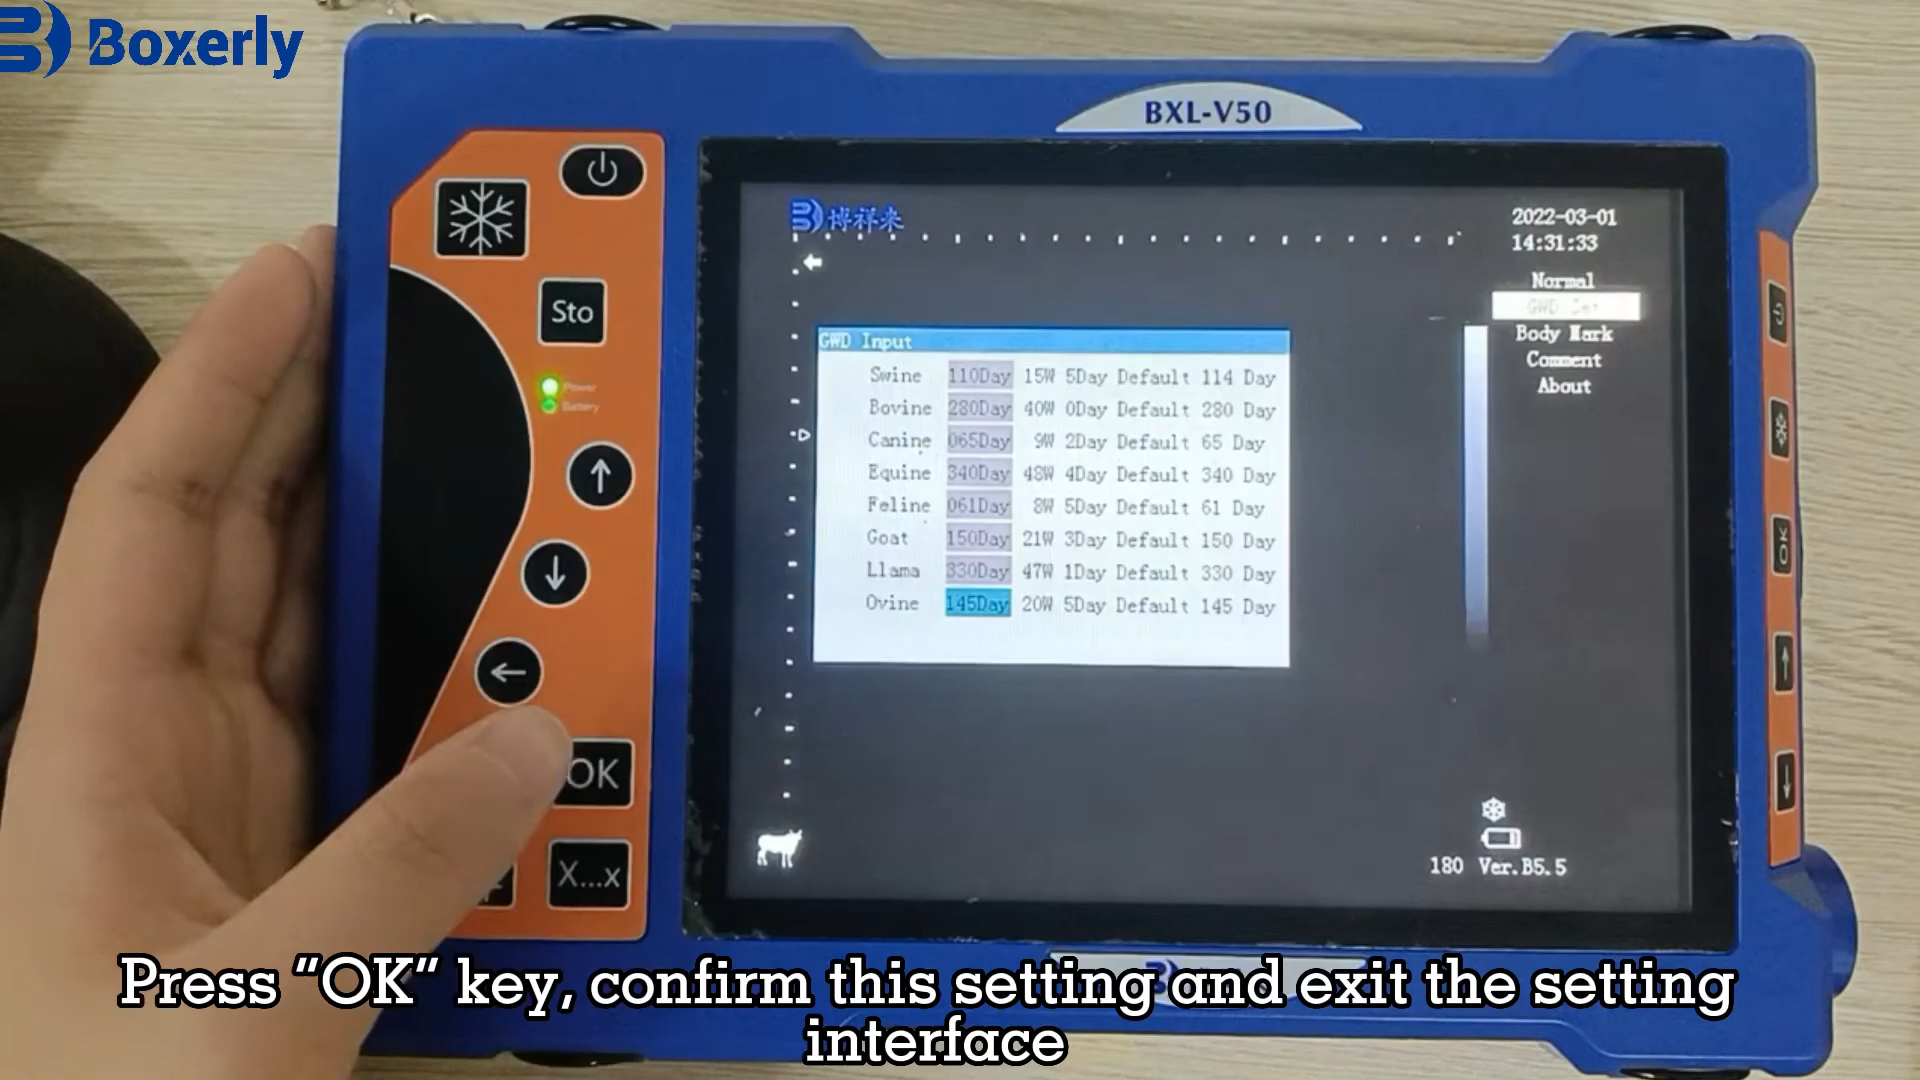 Boxerly
BXL-V50
博祥来
2022-03-01
14:31:33
Normal
GWD Set
Body Mark
Comment
About
GWD Input
Swine 110Day 15W 5Day Default 114 Day
Bovine 280Day 40W 0Day Default 280 Day
Canine 065Day 9W 2Day Default 65 Day
Equine 340Day 48W 4Day Default 340 Day
Feline 061Day 8W 5Day Default 61 Day
Goat 150Day 21W 3Day Default 150 Day
Llama 330Day 47W 1Day Default 330 Day
Ovine 145Day 20W 5Day Default 145 Day
180 Ver.B5.5
Sto
Power
Battery
OK
X...x
OK
Press “OK“ key, confirm this setting and exit the setting
interface